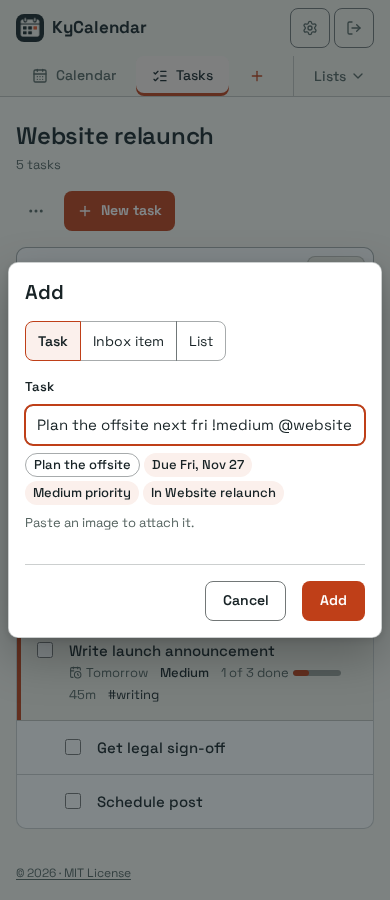 KyCalendar
Calendar
Tasks
Lists
Website relaunch
5 tasks
New task
Add
Task
Inbox item
List
Task
Plan the offsite next fri !medium @website
Plan the offsite
Due Fri, Nov 27
Medium priority
In Website relaunch
Paste an image to attach it.
Cancel
Add
Write launch announcement
Tomorrow Medium 1 of 3 done
45m #writing
Get legal sign-off
Schedule post
© 2026 · MIT License